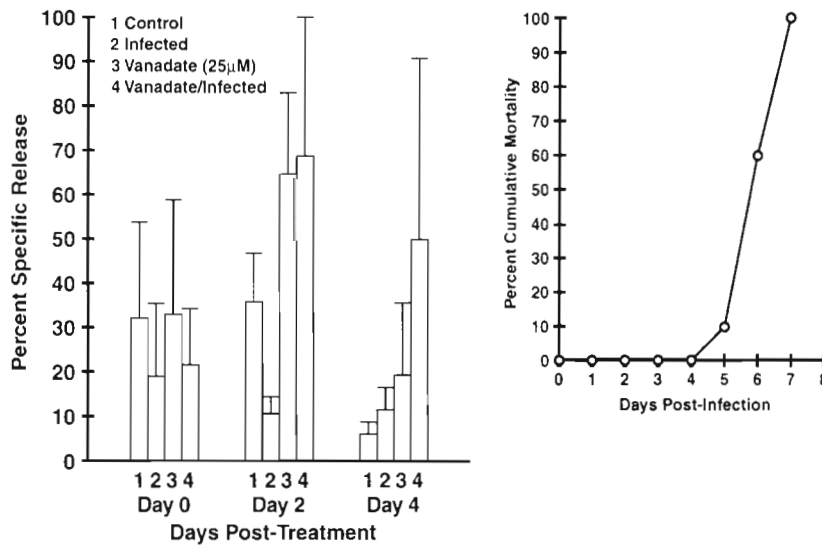 1 Control
2 Infected
3 Vanadate (25μM)
4 Vanadate/Infected
Percent Specific Release
100
90
80
70
60
50
40
30
20
10
0
1 2 3 4 1 2 3 4 1 2 3 4
Day 0 Day 2 Day 4
Days Post-Treatment
Percent Cumulative Mortality
100
90
80
70
60
50
40
30
20
10
0
0 1 2 3 4 5 6 7 8
Days Post-Infection